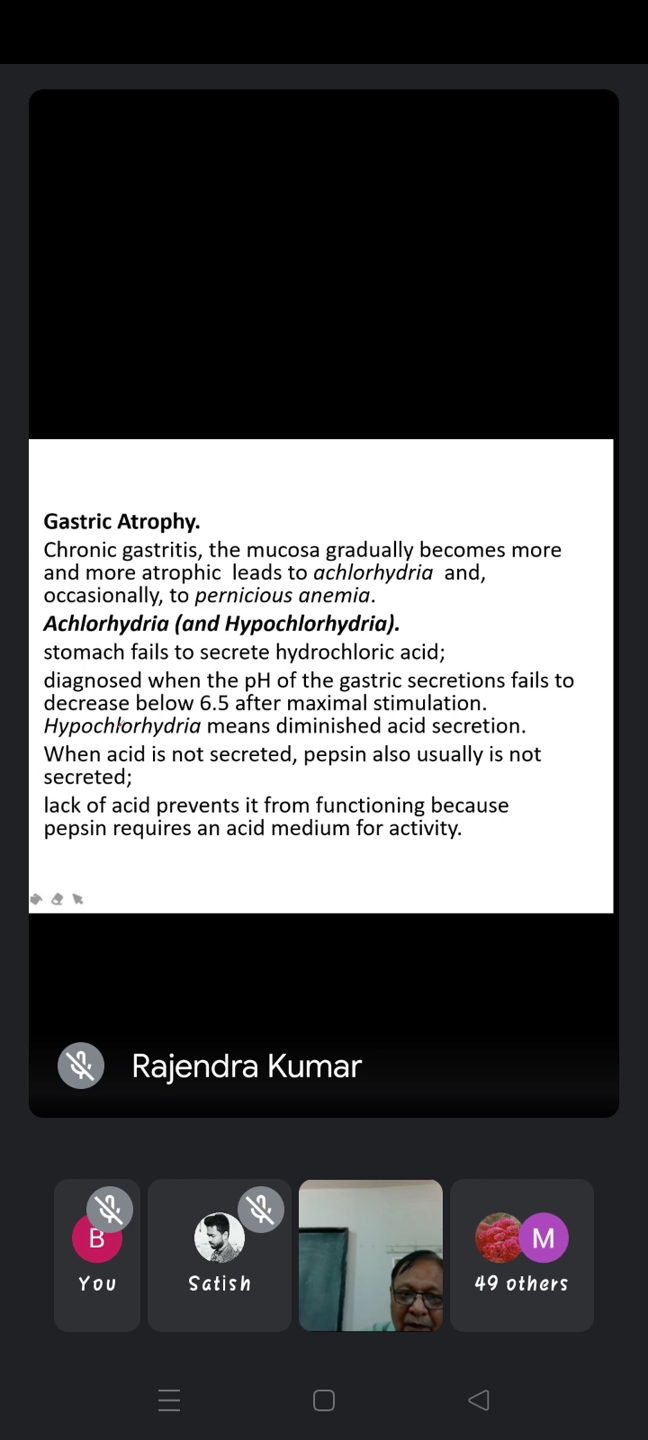 Gastric Atrophy.
Chronic gastritis, the mucosa gradually becomes more
and more atrophic leads to achlorhydria and,
occasionally, to pernicious anemia.
Achlorhydria (and Hypochlorhydria).
stomach fails to secrete hydrochloric acid;
diagnosed when the pH of the gastric secretions fails to
decrease below 6.5 after maximal stimulation.
Hypochlorhydria means diminished acid secretion.
When acid is not secreted, pepsin also usually is not
secreted;
lack of acid prevents it from functioning because
pepsin requires an acid medium for activity.
Rajendra Kumar
B
You
Satish
M
49 others